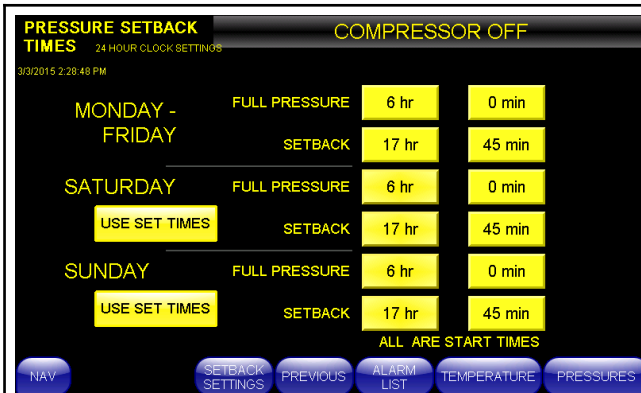 PRESSURE SETBACK
TIMES 24 HOUR CLOCK SETTINGS
COMPRESSOR OFF
3/3/2015 2:28:48 PM
MONDAY -
FRIDAY
FULL PRESSURE 6 hr 0 min
SETBACK 17 hr 45 min
SATURDAY
USE SET TIMES
FULL PRESSURE 6 hr 0 min
SETBACK 17 hr 45 min
SUNDAY
USE SET TIMES
FULL PRESSURE 6 hr 0 min
SETBACK 17 hr 45 min
ALL ARE START TIMES
NAV
SETBACK
SETTINGS
PREVIOUS
ALARM
LIST
TEMPERATURE
PRESSURES